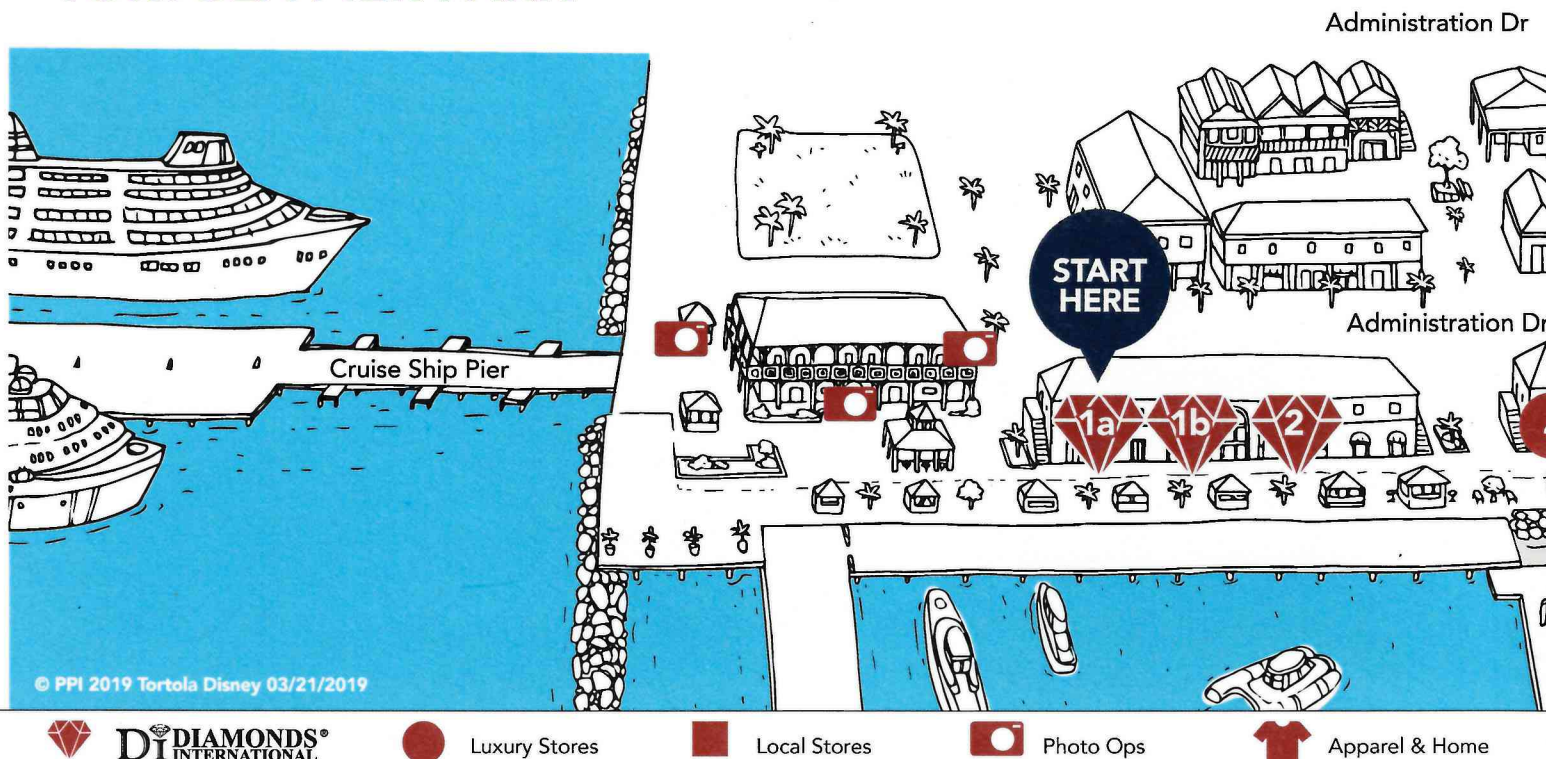 Administration Dr
START
HERE
Administration Dr
Cruise Ship Pier
1a
1b
2
© PPI 2019 Tortola Disney 03/21/2019
Di DIAMONDS®
INTERNATIONAL
Luxury Stores
Local Stores
Photo Ops
Apparel & Home